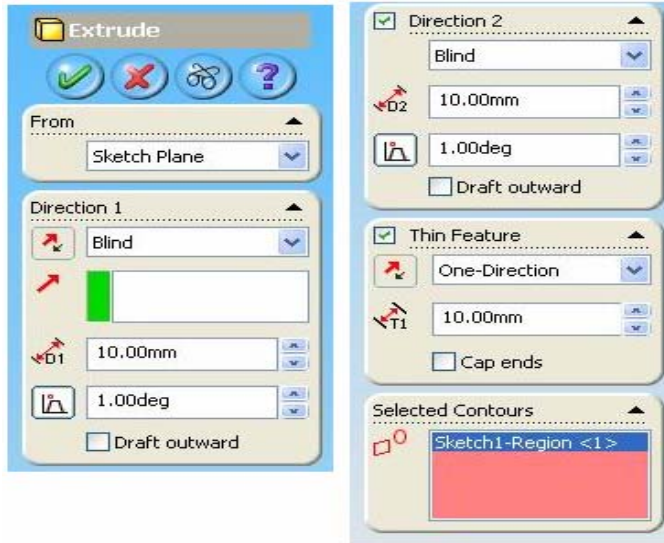 Extrude
?
From
Sketch Plane
Direction 1
Blind
D1
10.00mm
1.00deg
Draft outward
Direction 2
Blind
D2
10.00mm
1.00deg
Draft outward
Thin Feature
One-Direction
T1
10.00mm
Cap ends
Selected Contours
Sketch1-Region <1>